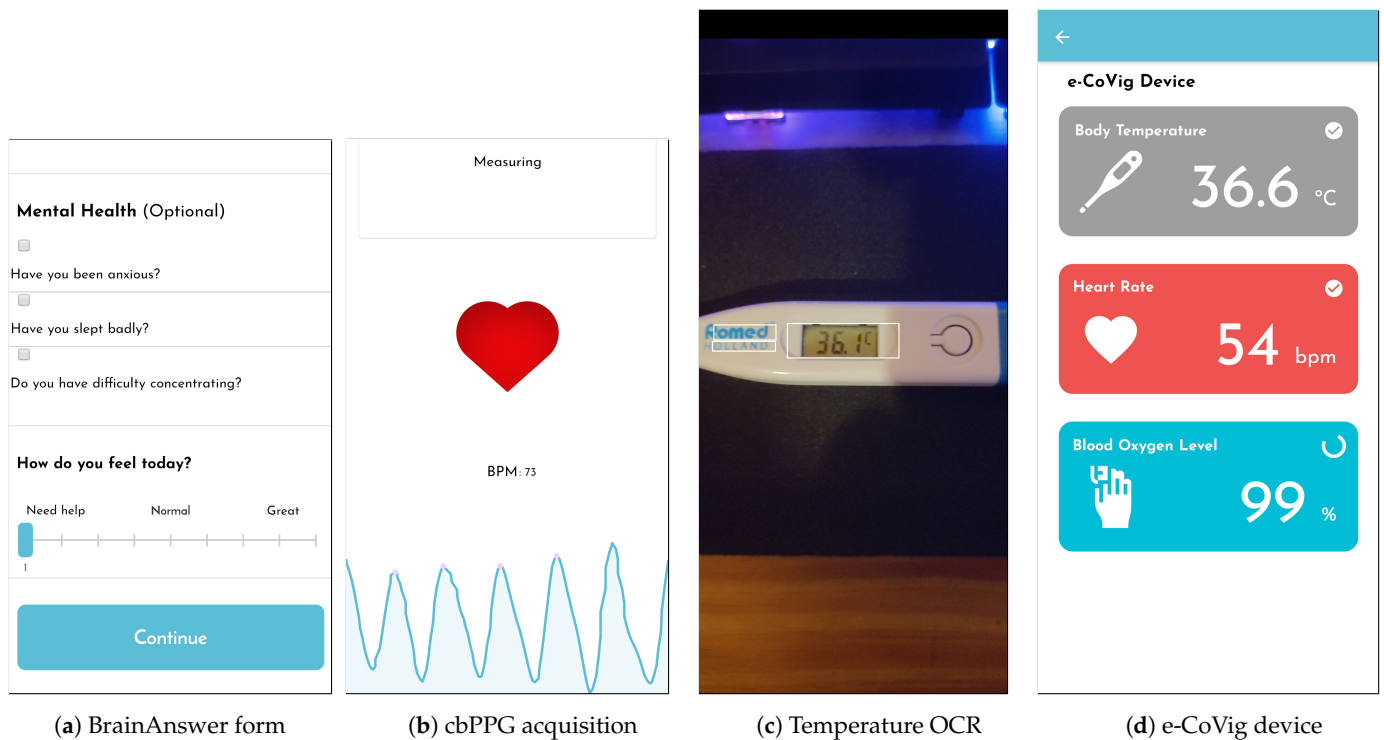 Mental Health (Optional)
Have you been anxious?
Have you slept badly?
Do you have difficulty concentrating?
How do you feel today?
Need help Normal Great
1
Continue
Measuring
BPM: 73
Romed
HOLLAND
36.1°C
e-CoVig Device
Body Temperature
36.6 °C
Heart Rate
54 bpm
Blood Oxygen Level
99 %
(a) BrainAnswer form (b) cbPPG acquisition (c) Temperature OCR (d) e-CoVig device